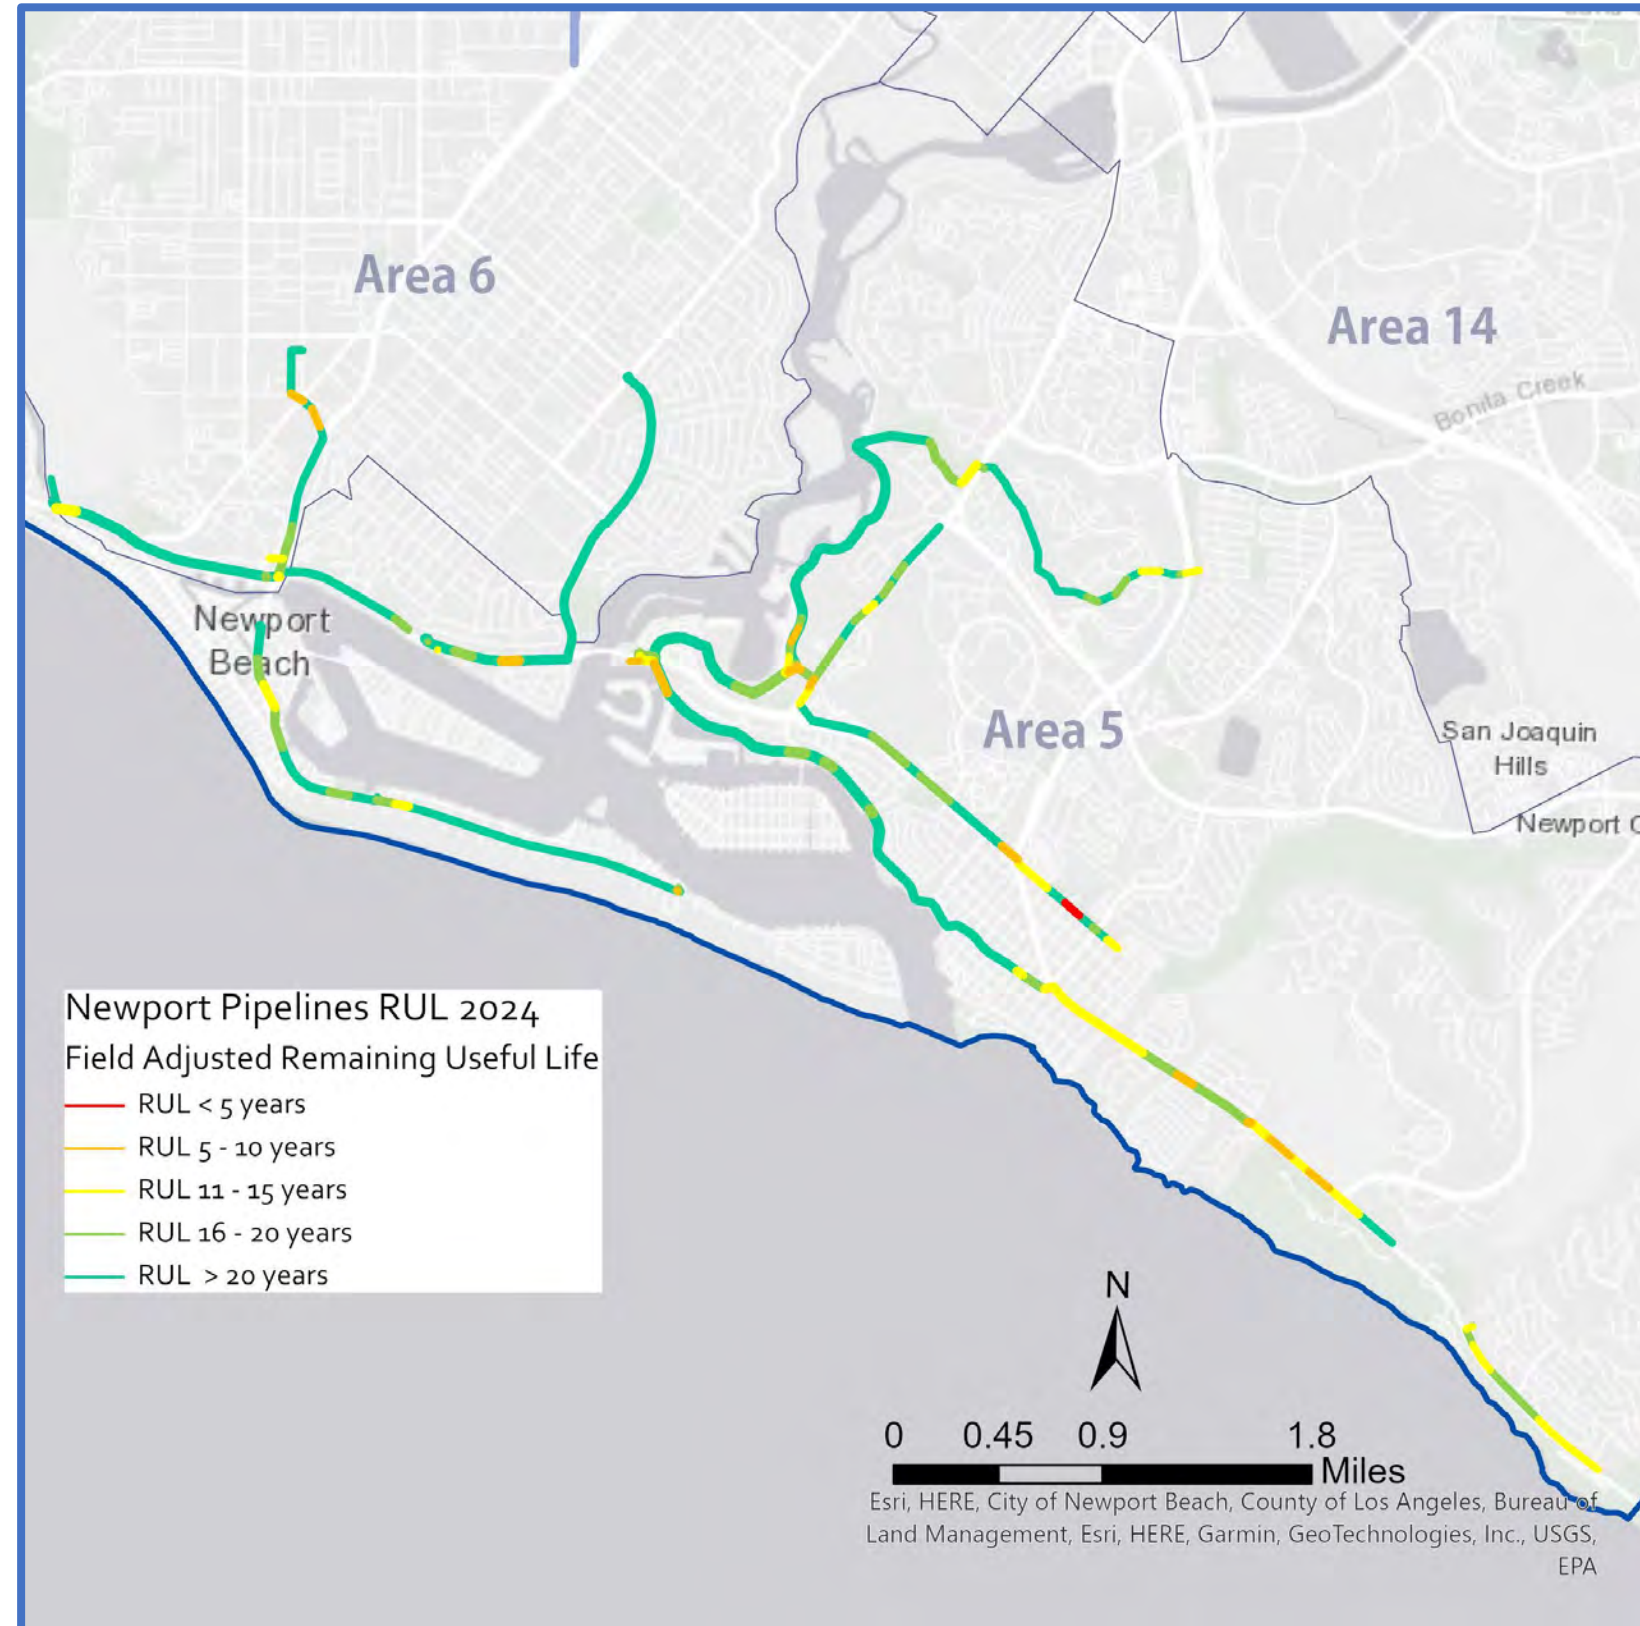 Area 6
Area 14
Bonita Creek
Newport
Beach
Area 5
San Joaquin
Hills
Newport C
Newport Pipelines RUL 2024
Field Adjusted Remaining Useful Life
RUL < 5 years
RUL 5 - 10 years
RUL 11 - 15 years
RUL 16 - 20 years
RUL > 20 years
N
0 0.45 0.9 1.8
Miles
Esri, HERE, City of Newport Beach, County of Los Angeles, Bureau of
Land Management, Esri, HERE, Garmin, GeoTechnologies, Inc., USGS,
EPA